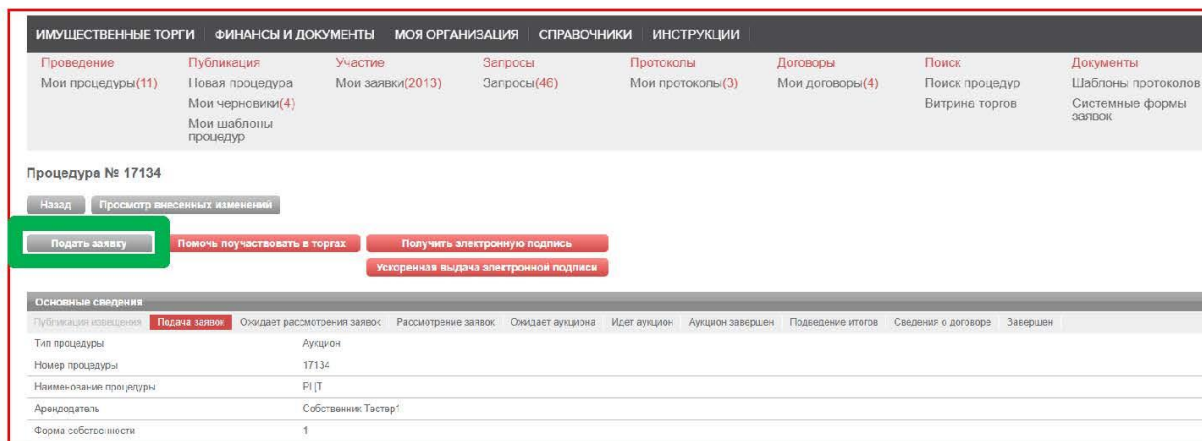 ИМУЩЕСТВЕННЫЕ ТОРГИ ФИНАНСЫ И ДОКУМЕНТЫ МОЯ ОРГАНИЗАЦИЯ СПРАВОЧНИКИ ИНСТРУКЦИИ
Проведение Публикация Участие Запросы Протоколы Договоры Поиск Документы
Мои процедуры(11) Новая процедура Мои заявки(2013) Запросы(46) Мои протоколы(3) Мои договоры(4) Поиск процедур Шаблоны протоколов
Мои черновики(4) Витрина торгов Системные формы заявок
Мои шаблоны процедур
Процедура № 17134
Назад Просмотр внесенных изменений
Подать заявку Помочь поучаствовать в торгах Получить электронную подпись
Ускоренная выдача электронной подписи
Основные сведения
Публикация извещения Подача заявок Ожидает рассмотрения заявок Рассмотрение заявок Ожидает аукциона Идет аукцион Аукцион завершен Подведение итогов Сведения о договоре Завершен
Тип процедуры Аукцион
Номер процедуры 17134
Наименование процедуры
Арендодатель Собственник Тестер1
Форма собственности 1